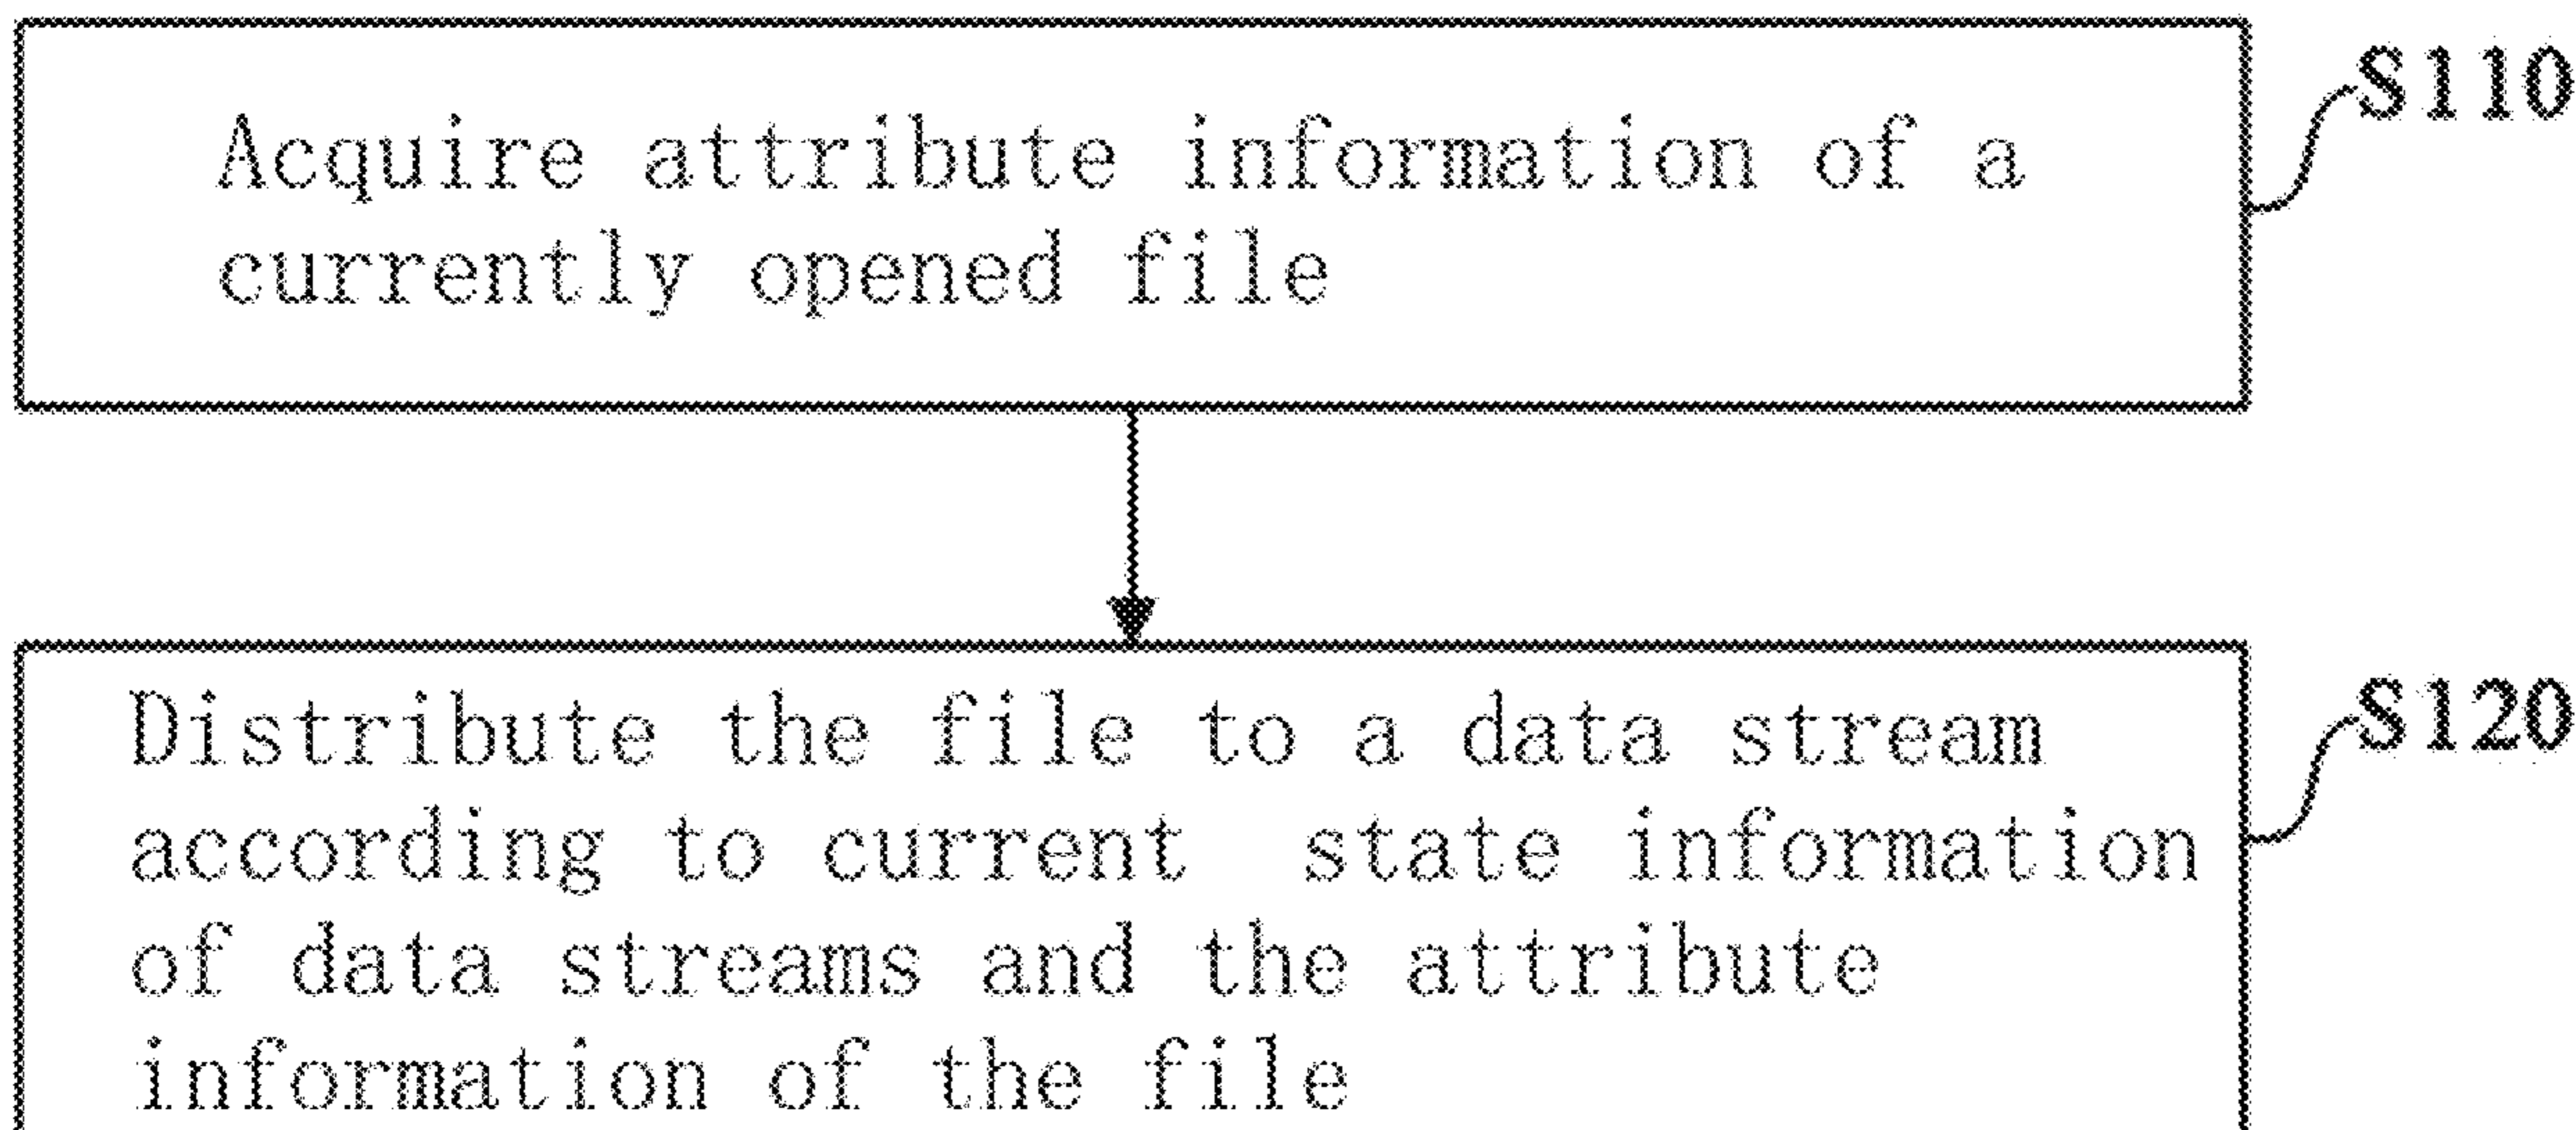 S110
Acquire attribute information of a
currently opened file
S120
Distribute the file to a data stream
according to current state information
of data streams and the attribute
information of the file